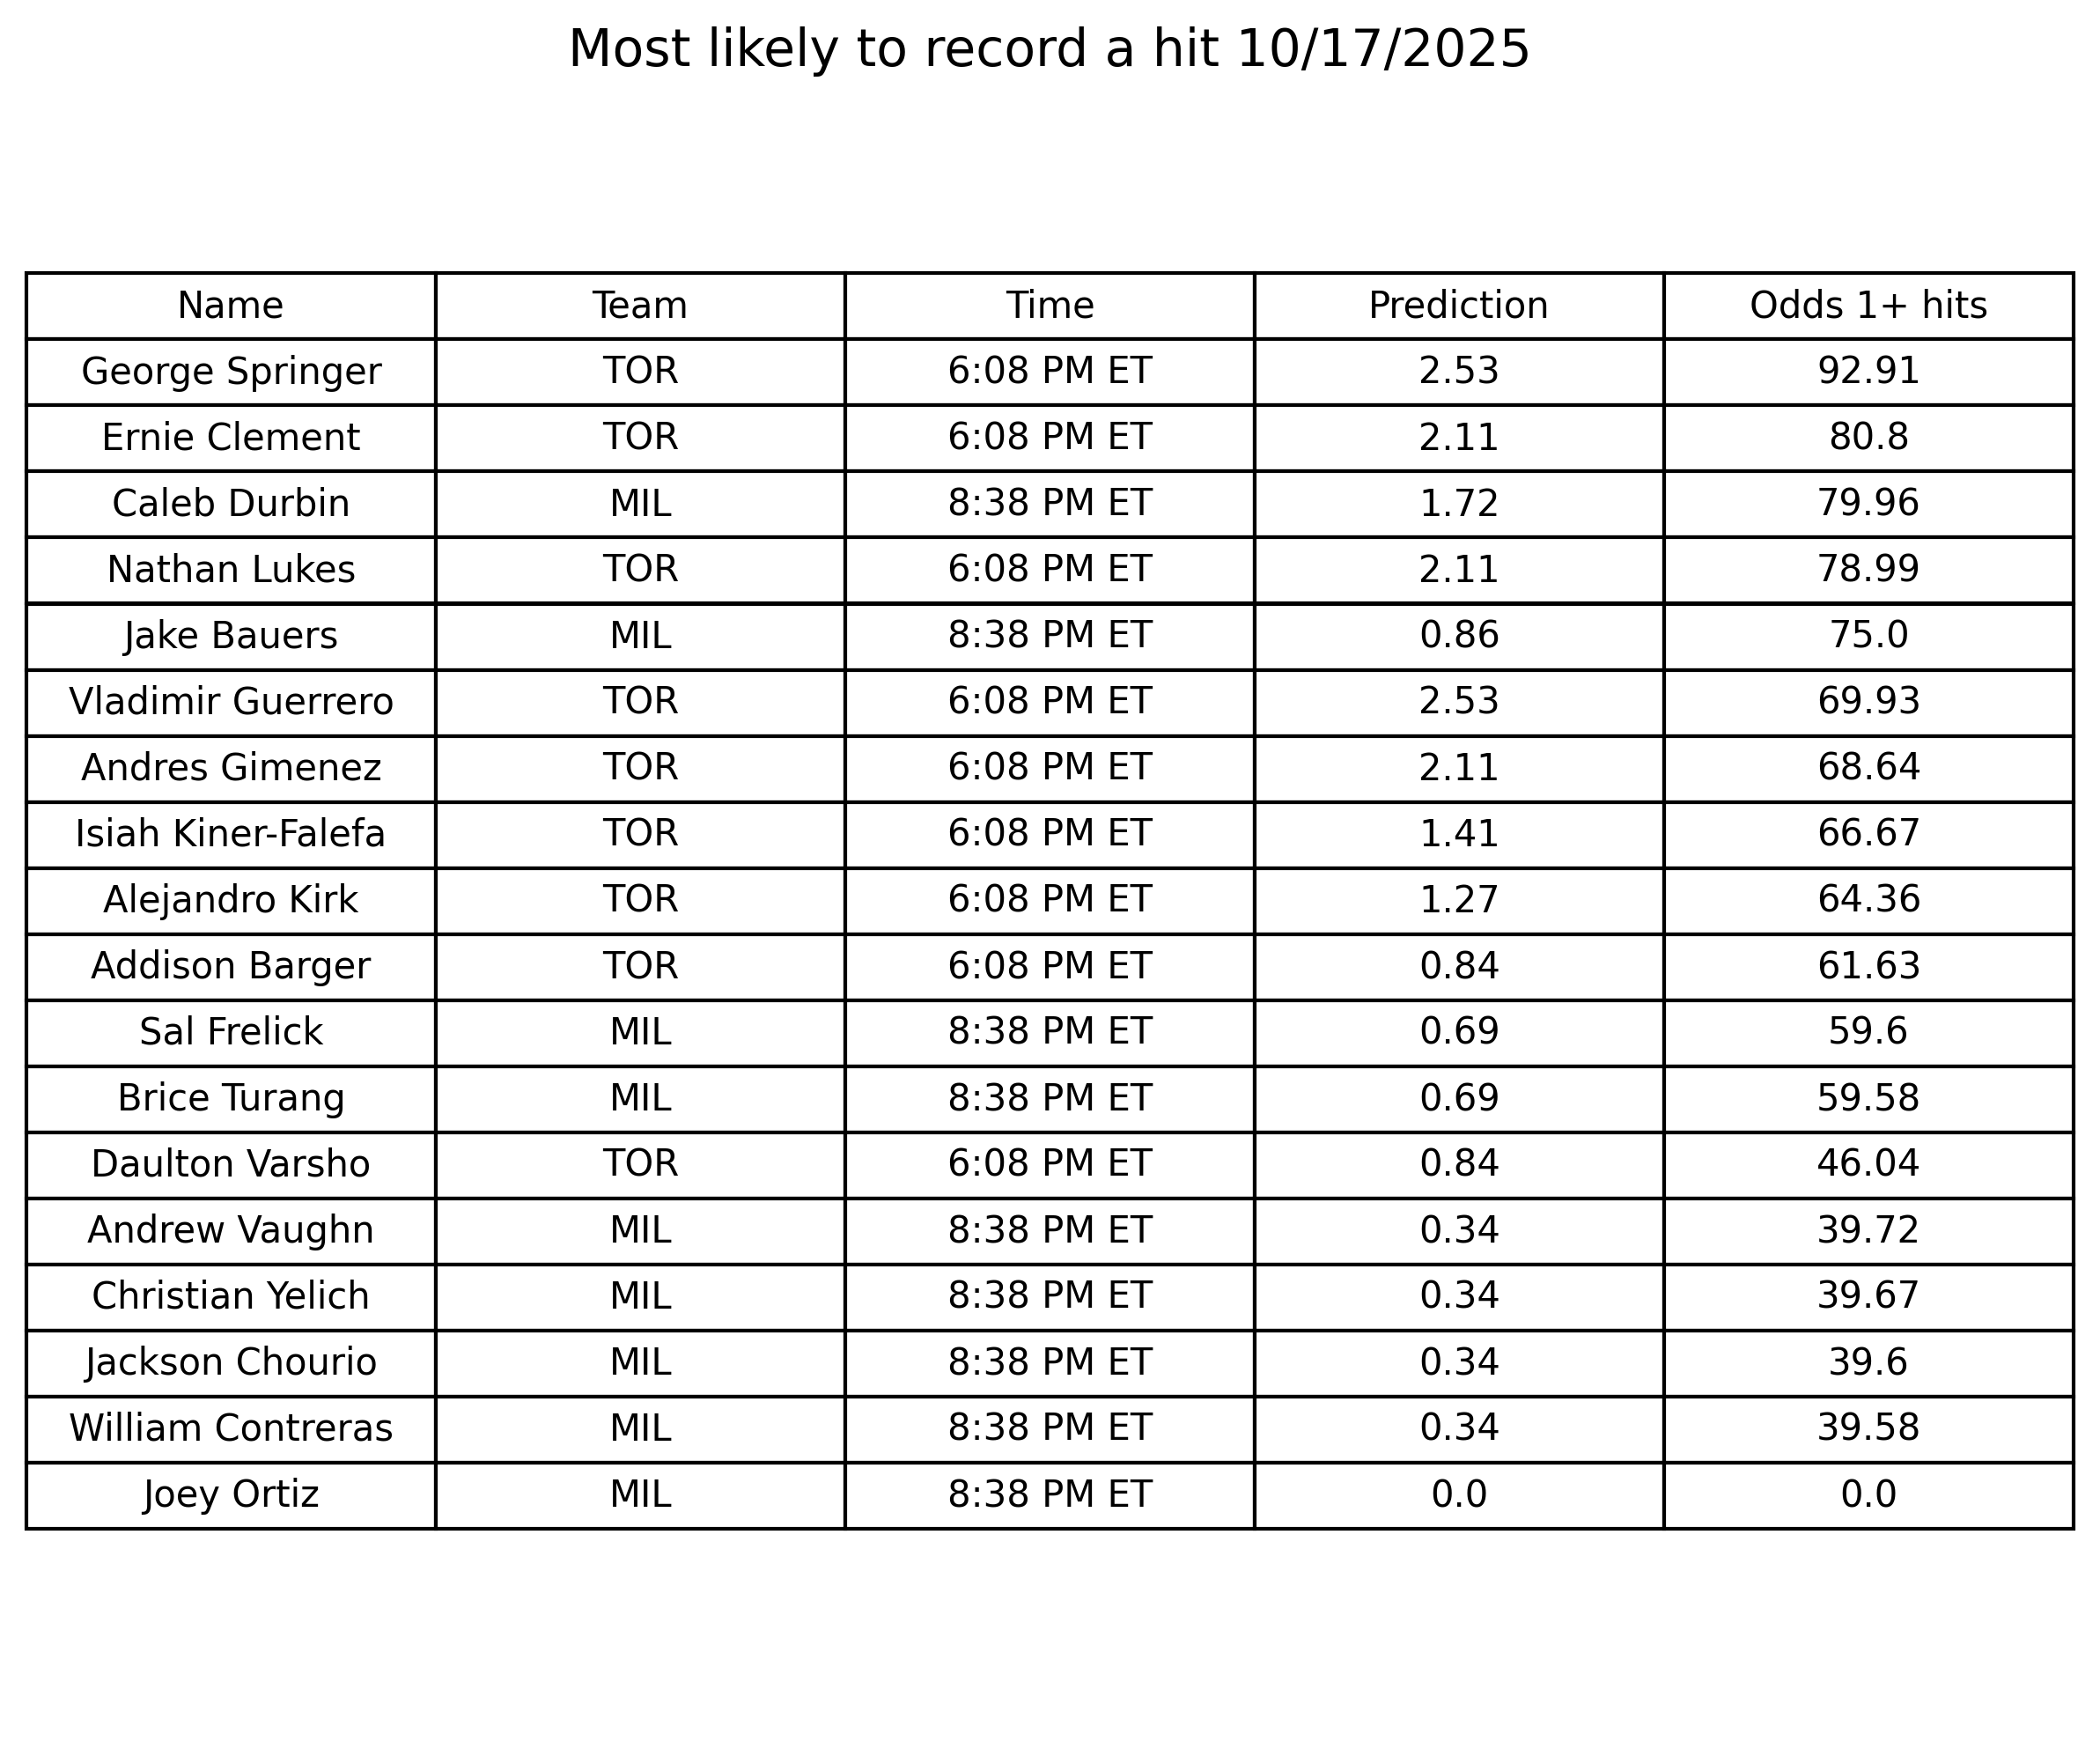 Most likely to record a hit 10/17/2025
Name Team Time Prediction Odds 1+ hits
George Springer TOR 6:08 PM ET 2.53 92.91
Ernie Clement TOR 6:08 PM ET 2.11 80.8
Caleb Durbin MIL 8:38 PM ET 1.72 79.96
Nathan Lukes TOR 6:08 PM ET 2.11 78.99
Jake Bauers MIL 8:38 PM ET 0.86 75.0
Vladimir Guerrero TOR 6:08 PM ET 2.53 69.93
Andres Gimenez TOR 6:08 PM ET 2.11 68.64
Isiah Kiner-Falefa TOR 6:08 PM ET 1.41 66.67
Alejandro Kirk TOR 6:08 PM ET 1.27 64.36
Addison Barger TOR 6:08 PM ET 0.84 61.63
Sal Frelick MIL 8:38 PM ET 0.69 59.6
Brice Turang MIL 8:38 PM ET 0.69 59.58
Daulton Varsho TOR 6:08 PM ET 0.84 46.04
Andrew Vaughn MIL 8:38 PM ET 0.34 39.72
Christian Yelich MIL 8:38 PM ET 0.34 39.67
Jackson Chourio MIL 8:38 PM ET 0.34 39.6
William Contreras MIL 8:38 PM ET 0.34 39.58
Joey Ortiz MIL 8:38 PM ET 0.0 0.0